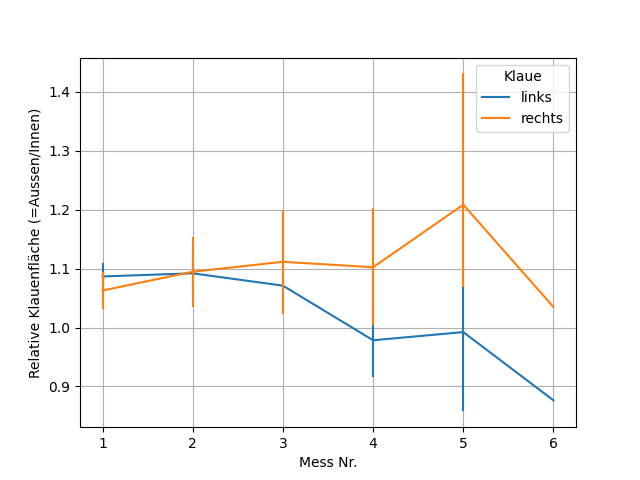 Klaue
links
rechts
Relative Klauenfläche (=Aussen/Innen)
1.4
1.3
1.2
1.1
1.0
0.9
1 2 3 4 5 6
Mess Nr.